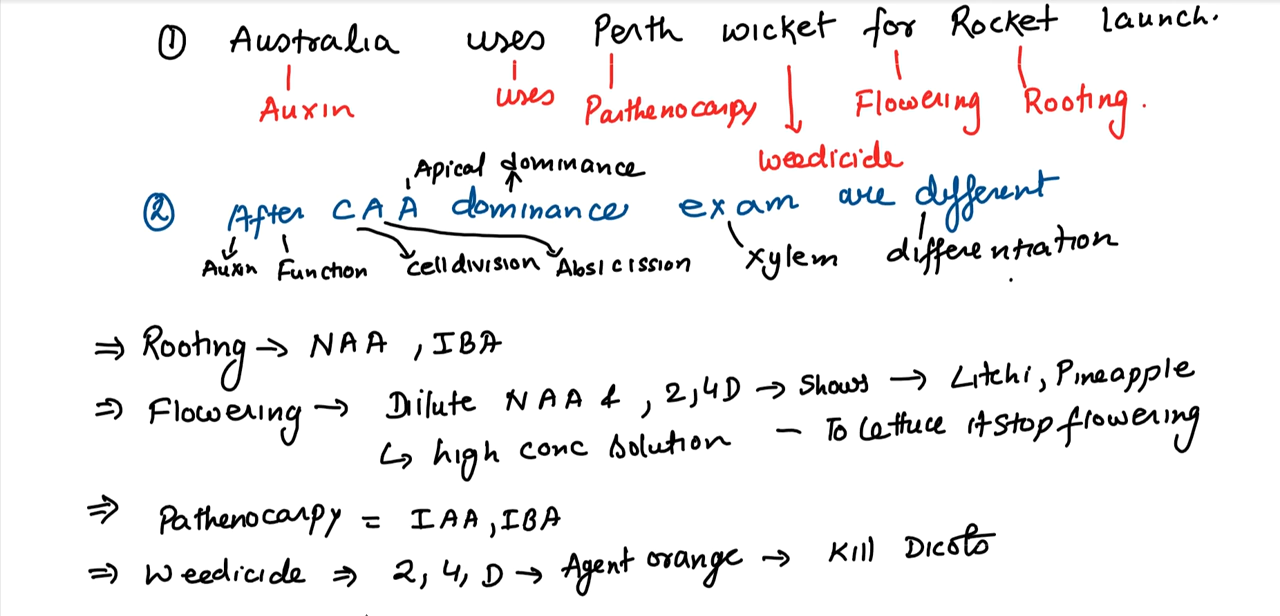 ① Australia uses Perth wicket for Rocket launch.
Auxin uses Parthenocarpy Flowering Rooting.
weedicide
Apical dominance
② After CAA dominance exam are different
Auxin Function cell division Absicission xylem differentiation
⇒ Rooting → NAA, IBA
⇒ Flowering → Dilute NAA &, 2,4D → Shows → Litchi, Pineapple
↳ high conc solution – To Lettuce it stop flowering
⇒ Pathenocarpy = IAA, IBA
⇒ Weedicide ⇒ 2, 4, D → Agent orange → Kill Dicots